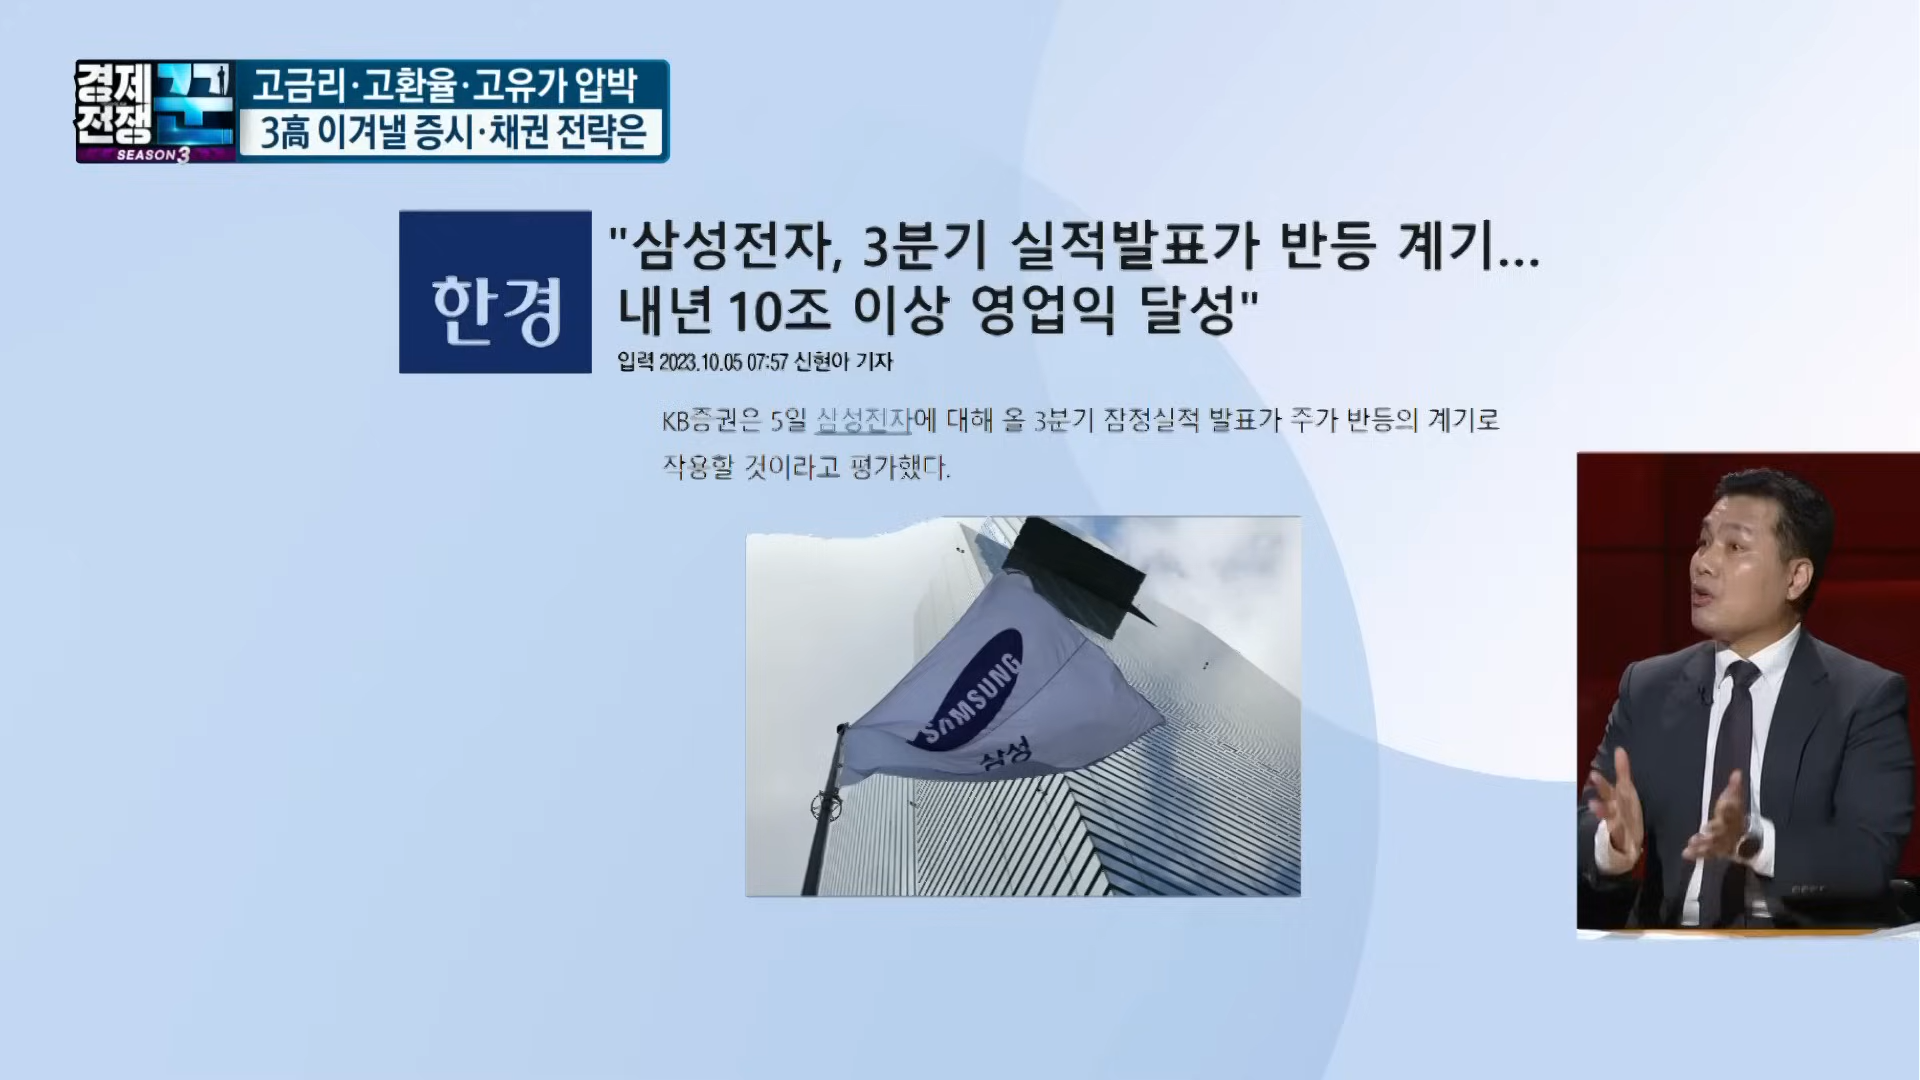 경제
전쟁
꾼
SEASON3
고금리·고환율·고유가 압박
3高 이겨낼 증시·채권 전략은
한경
"삼성전자, 3분기 실적발표가 반등 계기...
내년 10조 이상 영업익 달성"
입력 2023.10.05 07:57 신현아 기자
KB증권은 5일 삼성전자에 대해 올 3분기 잠정실적 발표가 주가 반등의 계기로
작용할 것이라고 평가했다.
SAMSUNG
삼성